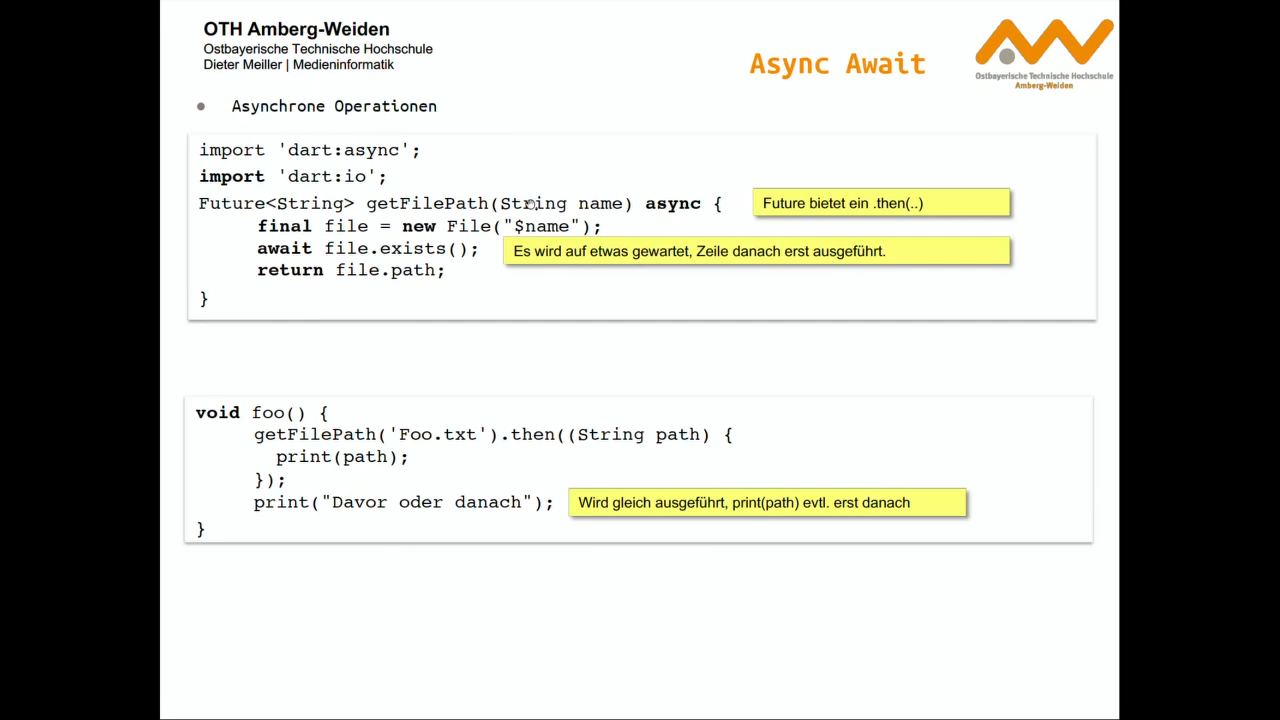 OTH Amberg-Weiden
Ostbayerische Technische Hochschule
Dieter Meiller | Medieninformatik
Async Await
Ostbayerische Technische Hochschule
Amberg-Weiden
Asynchrone Operationen
import 'dart:async';
import 'dart:io';
Future<String> getFilePath(String name) async {
Future bietet ein .then(..)
final file = new File("$name");
await file.exists();
Es wird auf etwas gewartet, Zeile danach erst ausgeführt.
return file.path;
}
void foo() {
getFilePath('Foo.txt').then((String path) {
print(path);
});
print("Davor oder danach");
Wird gleich ausgeführt, print(path) evtl. erst danach
}